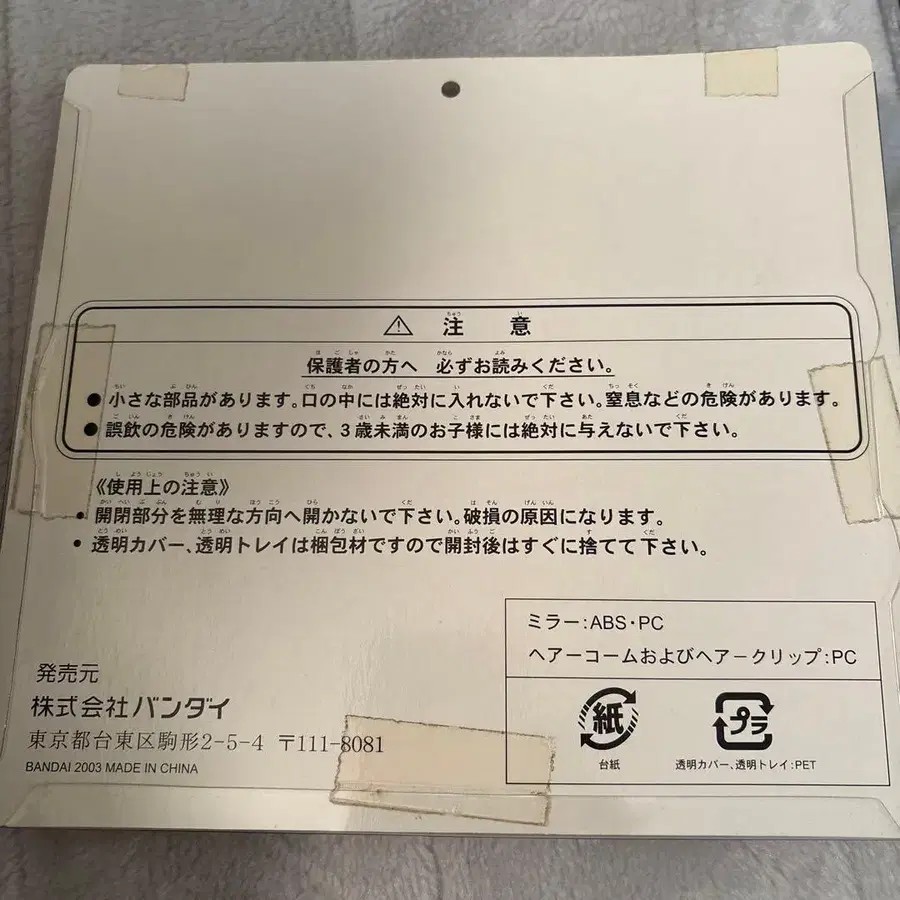 ⚠ 注意
保護者の方へ 必ずお読みください。
● 小さな部品があります。口の中には絶対に入れないで下さい。窒息などの危険があります。
● 誤飲の危険がありますので、3歳未満のお子様には絶対に与えないで下さい。
《使用上の注意》
・開閉部分を無理な方向へ開かないで下さい。破損の原因になります。
・透明カバー、透明トレイは梱包材ですので開封後はすぐに捨てて下さい。
ミラー:ABS・PC
ヘアーコームおよびヘアークリップ:PC
紙
台紙
プラ
透明カバー、透明トレイ:PET
発売元
株式会社バンダイ
東京都台東区駒形2-5-4 〒111-8081
BANDAI 2003 MADE IN CHINA